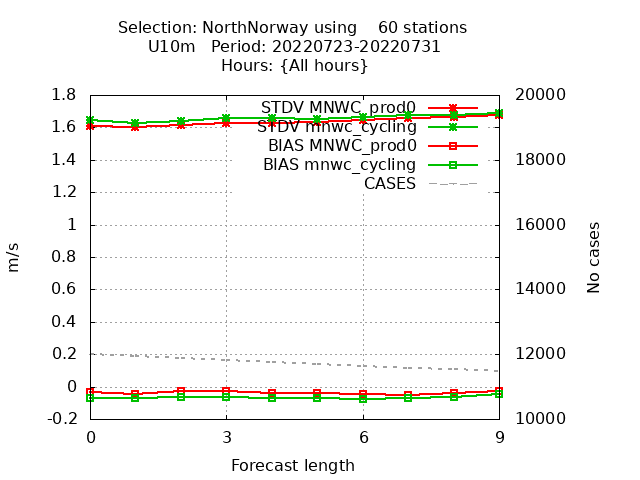 Selection: NorthNorway using    60 stations
U10m   Period: 20220723-20220731
Hours: {All hours}
1.8
1.6
1.4
1.2
1
0.8
0.6
0.4
0.2
0
-0.2
20000
18000
16000
14000
12000
10000
STDV MNWC_prod0
STDV mnwc_cycling
BIAS MNWC_prod0
BIAS mnwc_cycling
CASES
m/s
No cases
0
3
6
9
Forecast length